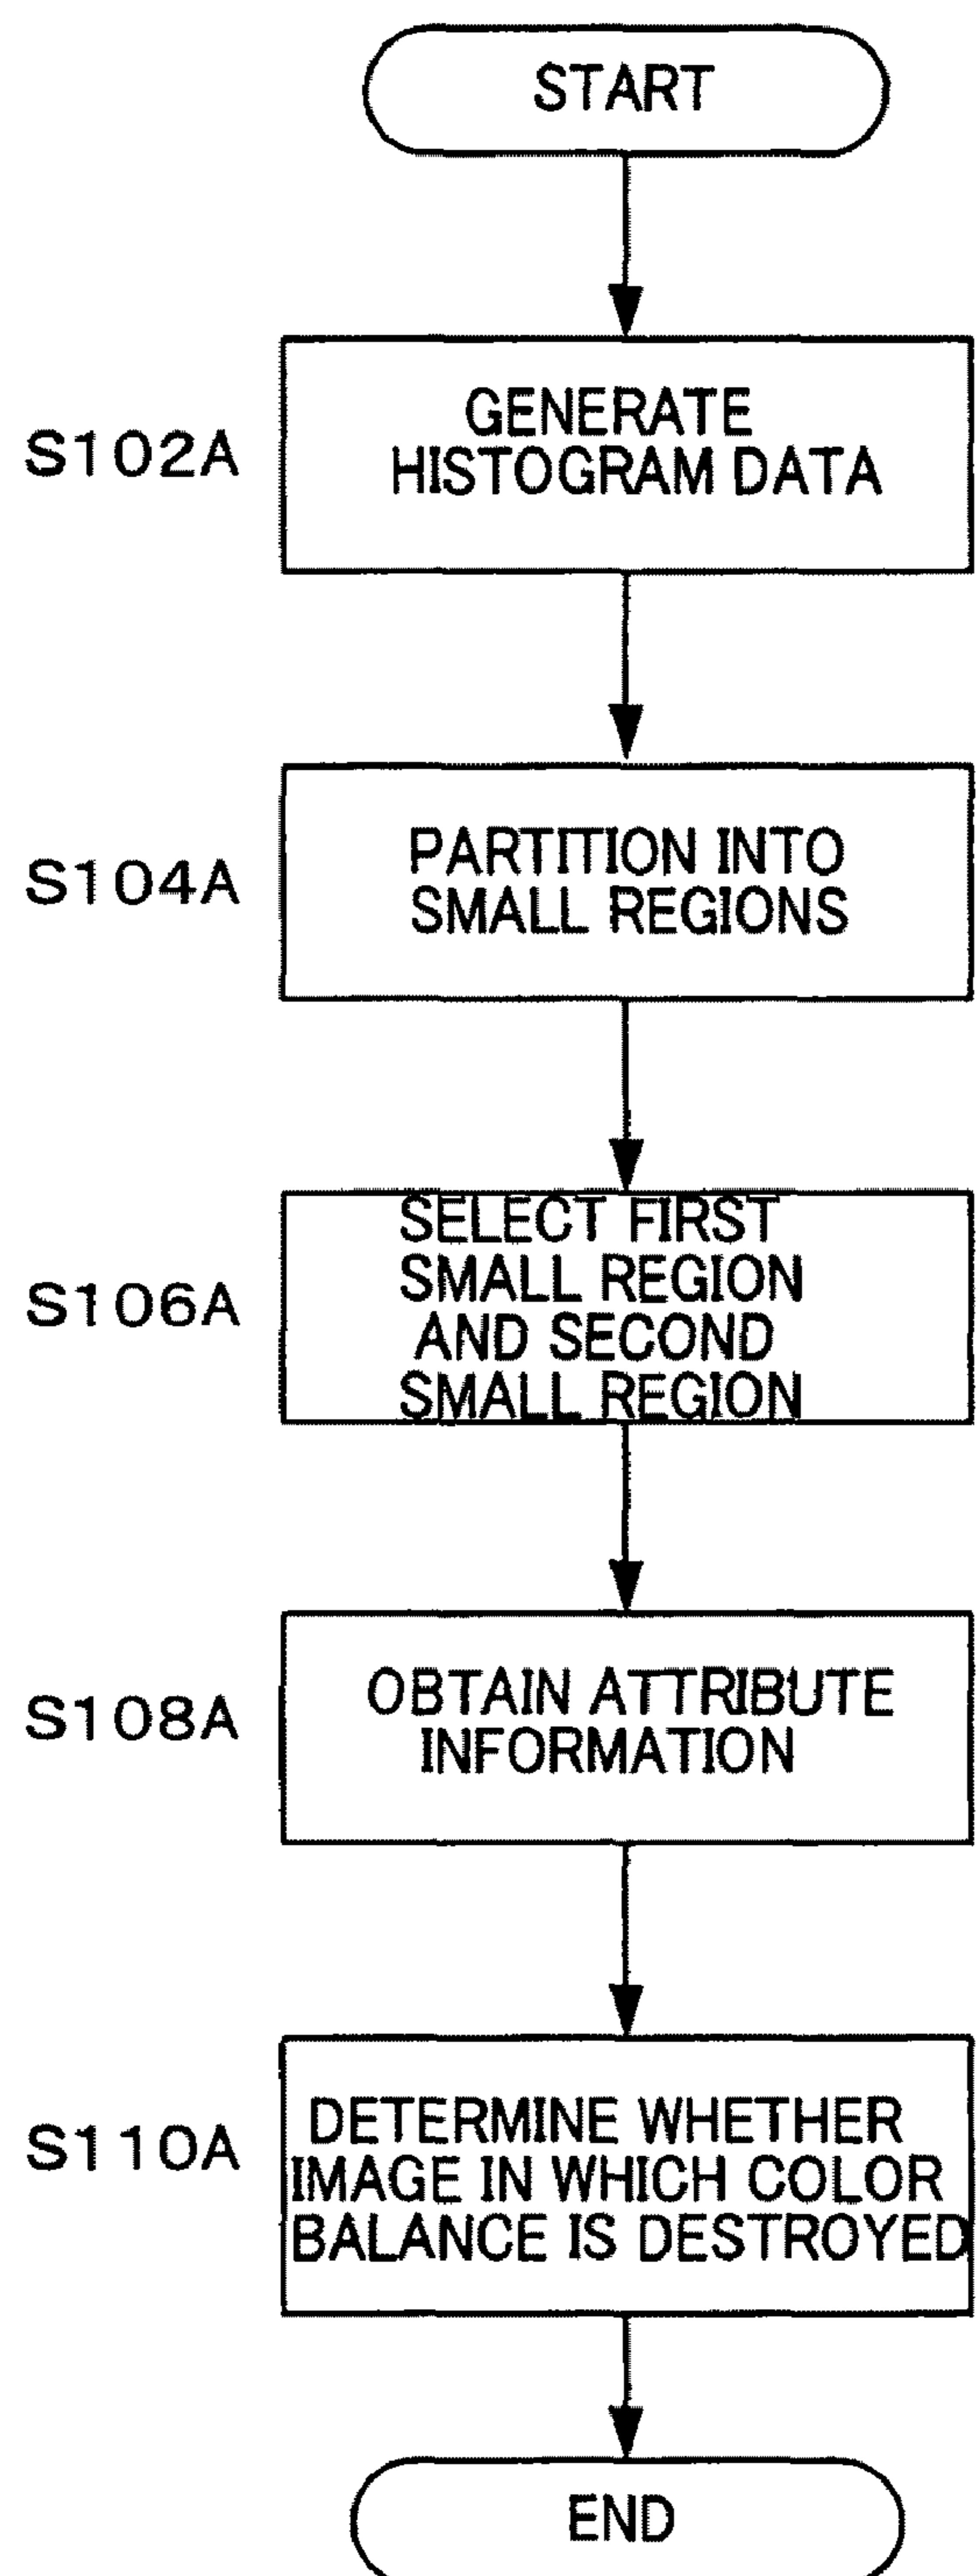 START
S102A
GENERATE
HISTOGRAM DATA
S104A
PARTITION INTO
SMALL REGIONS
S106A
SELECT FIRST
SMALL REGION
AND SECOND
SMALL REGION
S108A
OBTAIN ATTRIBUTE
INFORMATION
S110A
DETERMINE WHETHER
IMAGE IN WHICH COLOR
BALANCE IS DESTROYED
END